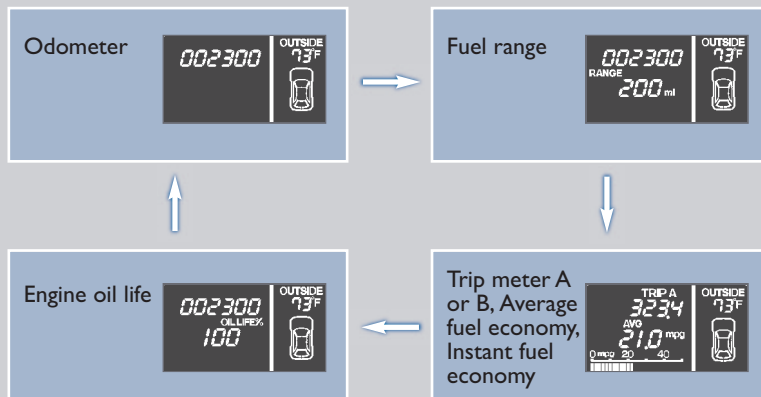 Odometer
002300
OUTSIDE
73°F
Fuel range
002300
RANGE
200 mi
OUTSIDE
73°F
Engine oil life
002300
OIL LIFE%
100
OUTSIDE
73°F
Trip meter A
or B, Average
fuel economy,
Instant fuel
economy
TRIP A
323.4
AVG
21.0 mpg
0 mpg 20 40
OUTSIDE
73°F